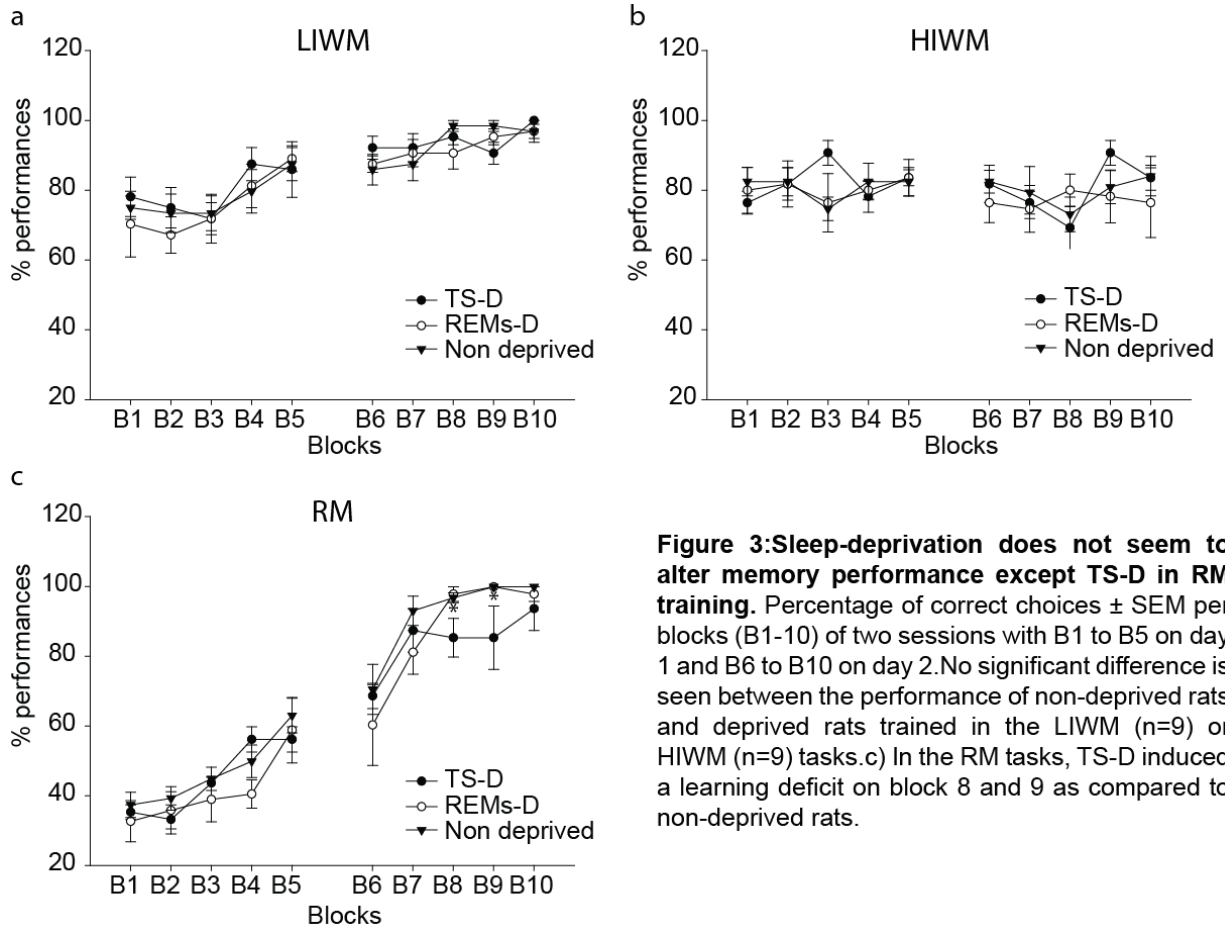 a
LIWM
120
100
80
60
40
20
% performances
TS-D
REMs-D
Non deprived
B1 B2 B3 B4 B5 B6 B7 B8 B9 B10
Blocks
b
HIWM
120
100
80
60
40
20
% performances
TS-D
REMs-D
Non deprived
B1 B2 B3 B4 B5 B6 B7 B8 B9 B10
Blocks
c
RM
120
100
80
60
40
20
% performances
*
*
TS-D
REMs-D
Non deprived
B1 B2 B3 B4 B5 B6 B7 B8 B9 B10
Blocks
Figure 3:Sleep-deprivation does not seem to
alter memory performance except TS-D in RM
training. Percentage of correct choices ± SEM per
blocks (B1-10) of two sessions with B1 to B5 on day
1 and B6 to B10 on day 2.No significant difference is
seen between the performance of non-deprived rats
and deprived rats trained in the LIWM (n=9) or
HIWM (n=9) tasks.c) In the RM tasks, TS-D induced
a learning deficit on block 8 and 9 as compared to
non-deprived rats.